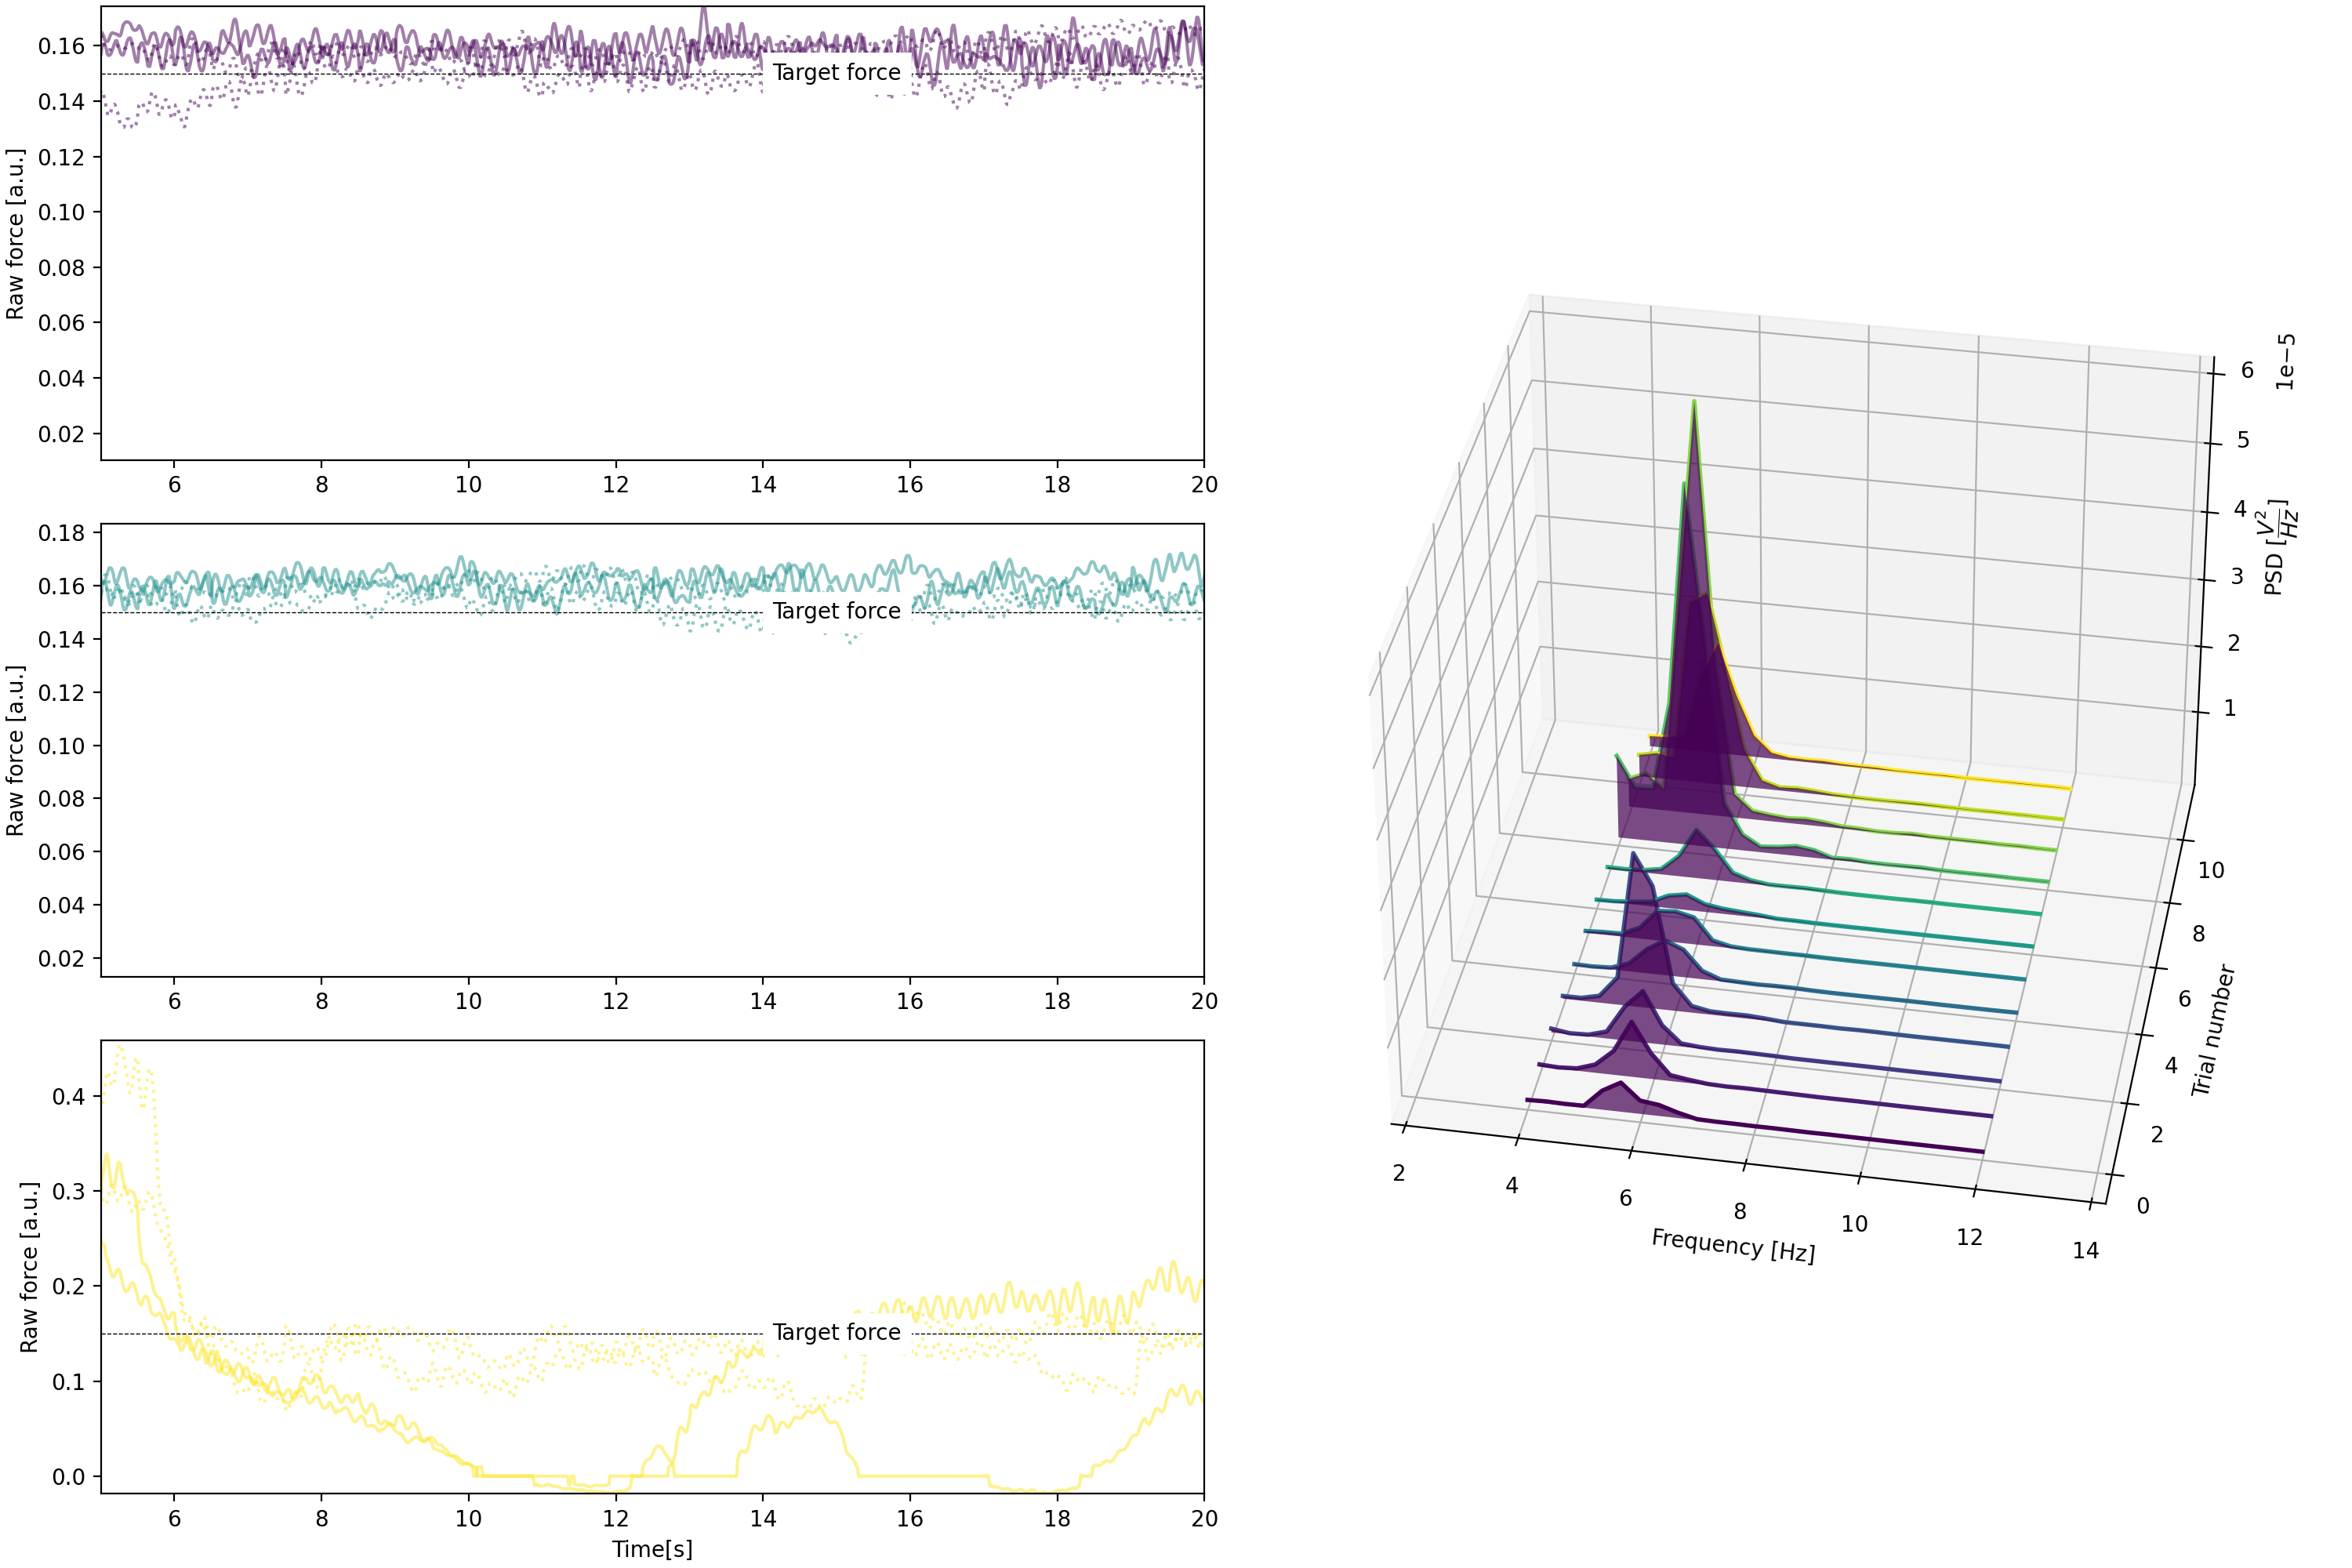 0.16
0.14
0.12
0.10
0.08
0.06
0.04
0.02
Raw force [a.u.]
Target force
6 8 10 12 14 16 18 20
0.18
0.16
0.14
0.12
0.10
0.08
0.06
0.04
0.02
Raw force [a.u.]
Target force
6 8 10 12 14 16 18 20
0.4
0.3
0.2
0.1
0.0
Raw force [a.u.]
Target force
6 8 10 12 14 16 18 20
Time[s]
1e−5
6
5
4
3
2
1
PSD [V²/Hz]
10
8
6
4
2
0
Trial number
2 4 6 8 10 12 14
Frequency [Hz]